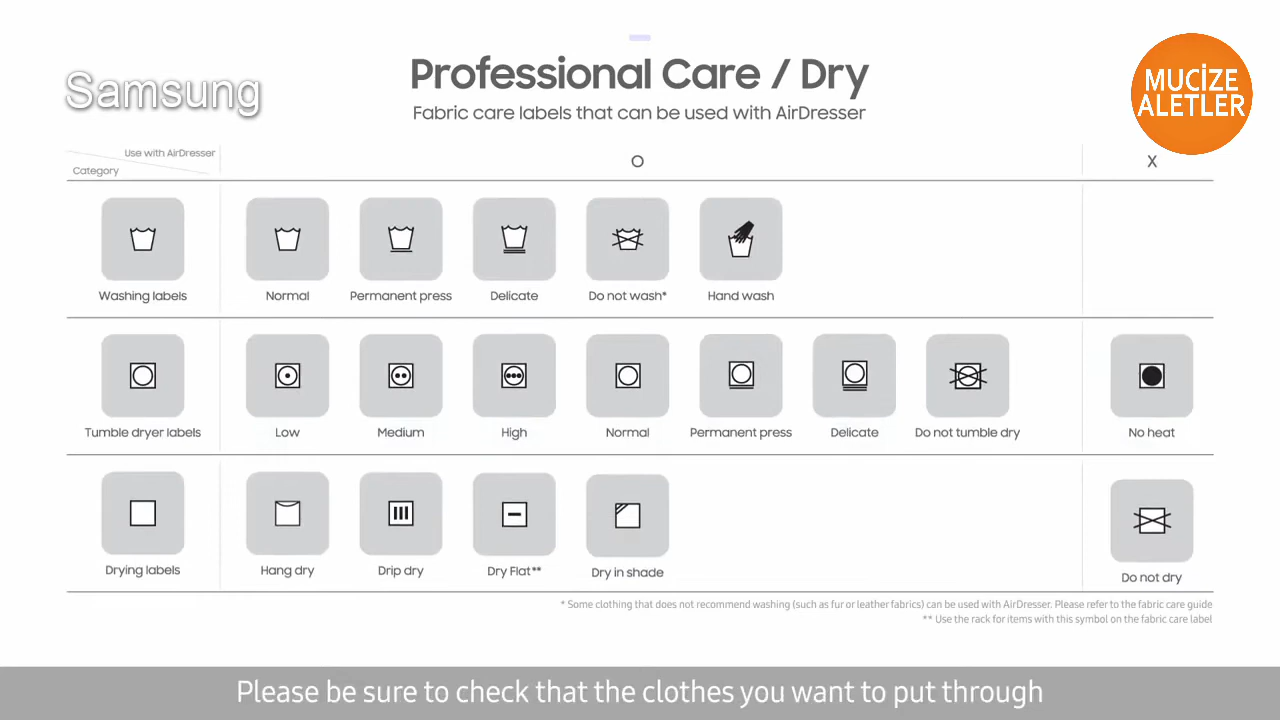 Samsung
Professional Care / Dry
Fabric care labels that can be used with AirDresser
MUCİZE
ALETLER
Use with AirDresser
Category
O
X
Washing labels
Normal
Permanent press
Delicate
Do not wash*
Hand wash
Tumble dryer labels
Low
Medium
High
Normal
Permanent press
Delicate
Do not tumble dry
No heat
Drying labels
Hang dry
Drip dry
Dry Flat**
Dry in shade
Do not dry
* Some clothing that does not recommend washing (such as fur or leather fabrics) can be used with AirDresser. Please refer to the fabric care guide
** Use the rack for items with this symbol on the fabric care label
Please be sure to check that the clothes you want to put through